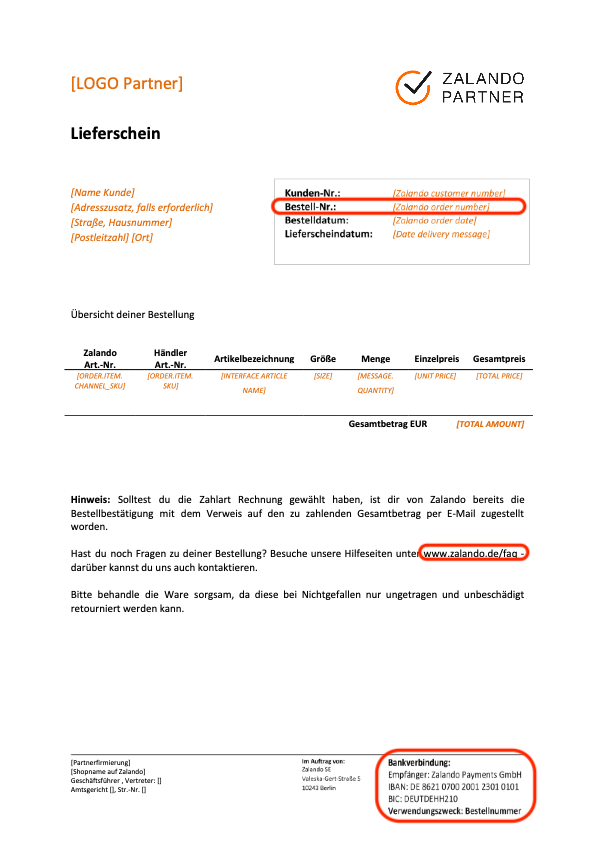 [LOGO Partner]
ZALANDO
PARTNER
Lieferschein
[Name Kunde]
[Adresszusatz, falls erforderlich]
[Straße, Hausnummer]
[Postleitzahl] [Ort]
Kunden-Nr.: [Zalando customer number]
Bestell-Nr.: [Zalando order number]
Bestelldatum: [Zalando order date]
Lieferscheindatum: [Date delivery message]
Übersicht deiner Bestellung
Zalando Art.-Nr. Händler Art.-Nr. Artikelbezeichnung Größe Menge Einzelpreis Gesamtpreis
[ORDER.ITEM. CHANNEL_SKU] [ORDER.ITEM. SKU] [INTERFACE ARTICLE NAME] [SIZE] [MESSAGE. QUANTITY] [UNIT PRICE] [TOTAL PRICE]
Gesamtbetrag EUR [TOTAL AMOUNT]
Hinweis: Solltest du die Zahlart Rechnung gewählt haben, ist dir von Zalando bereits die
Bestellbestätigung mit dem Verweis auf den zu zahlenden Gesamtbetrag per E-Mail zugestellt
worden.
Hast du noch Fragen zu deiner Bestellung? Besuche unsere Hilfeseiten unter www.zalando.de/faq -
darüber kannst du uns auch kontaktieren.
Bitte behandle die Ware sorgsam, da diese bei Nichtgefallen nur ungetragen und unbeschädigt
retourniert werden kann.
[Partnerfirmierung]
[Shopname auf Zalando]
Geschäftsführer , Vertreter: []
Amtsgericht [], Str.-Nr. []
Im Auftrag von:
Zalando SE
Valeska-Gert-Straße 5
10243 Berlin
Bankverbindung:
Empfänger: Zalando Payments GmbH
IBAN: DE 8621 0700 2001 2301 0101
BIC: DEUTDEHH210
Verwendungszweck: Bestellnummer